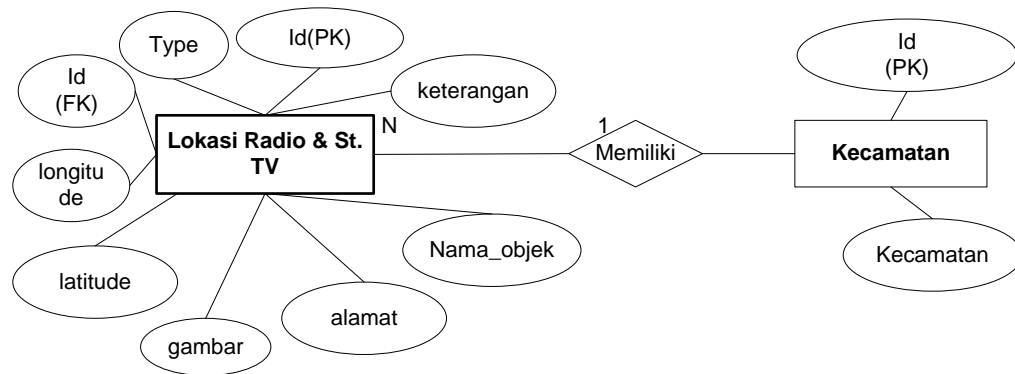 Type
Id(PK)
Id
(PK)
Id
(FK)
keterangan
N
1
Lokasi Radio & St.
TV
Memiliki
Kecamatan
longitu
de
Nama_objek
Kecamatan
latitude
alamat
gambar